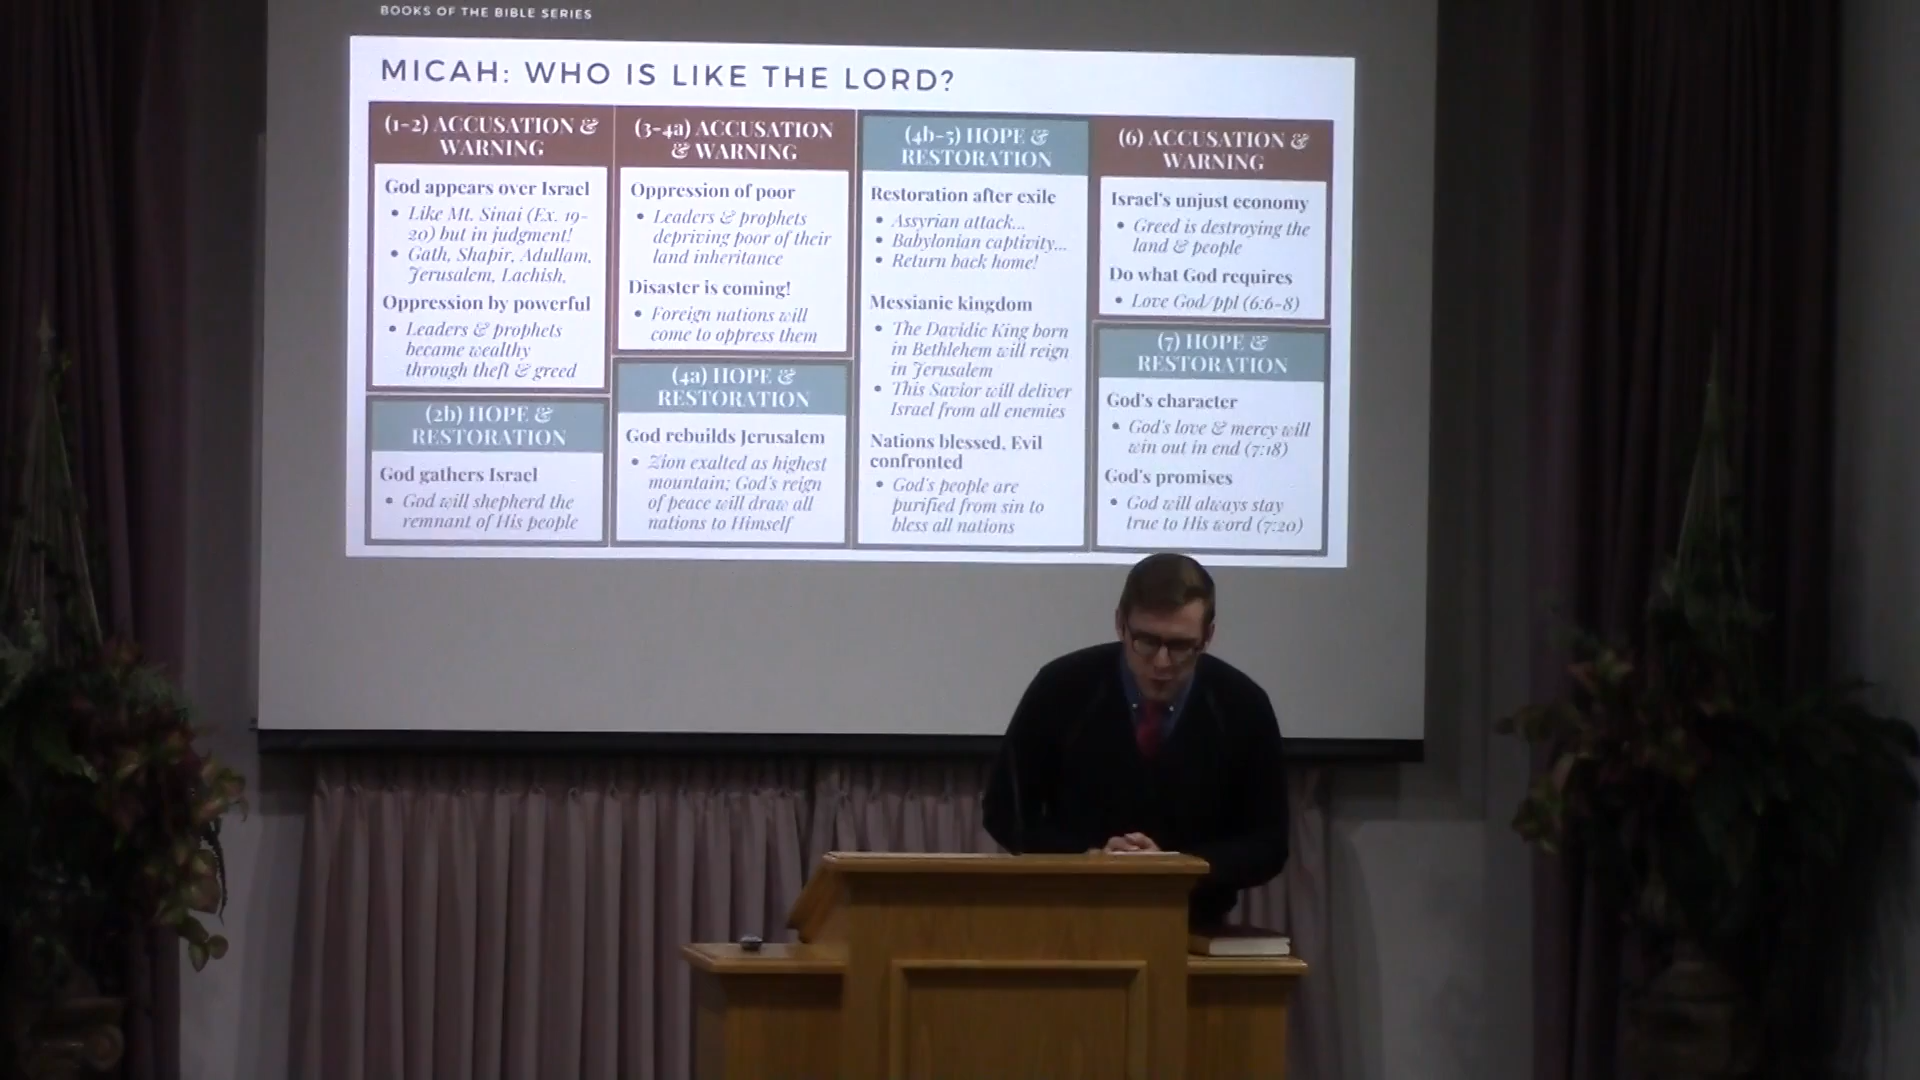 BOOKS OF THE BIBLE SERIES
MICAH: WHO IS LIKE THE LORD?
(1-2) ACCUSATION &
WARNING
God appears over Israel
• Like Mt. Sinai (Ex. 19-
20) but in judgment!
• Gath, Shapir, Adullam,
Jerusalem, Lachish,
Oppression by powerful
• Leaders & prophets
became wealthy
through theft & greed
(2b) HOPE &
RESTORATION
God gathers Israel
• God will shepherd the
remnant of His people
(3-4a) ACCUSATION
& WARNING
Oppression of poor
• Leaders & prophets
depriving poor of their
land inheritance
Disaster is coming!
• Foreign nations will
come to oppress them
(4a) HOPE &
RESTORATION
God rebuilds Jerusalem
• Zion exalted as highest
mountain; God's reign
of peace will draw all
nations to Himself
(4b-5) HOPE &
RESTORATION
Restoration after exile
• Assyrian attack...
• Babylonian captivity...
• Return back home!
Messianic kingdom
• The Davidic King born
in Bethlehem will reign
in Jerusalem
• This Savior will deliver
Israel from all enemies
Nations blessed, Evil
confronted
• God's people are
purified from sin to
bless all nations
(6) ACCUSATION &
WARNING
Israel's unjust economy
• Greed is destroying the
land & people
Do what God requires
• Love God/ppl (6:6-8)
(7) HOPE &
RESTORATION
God's character
• God's love & mercy will
win out in end (7:18)
God's promises
• God will always stay
true to His word (7:20)